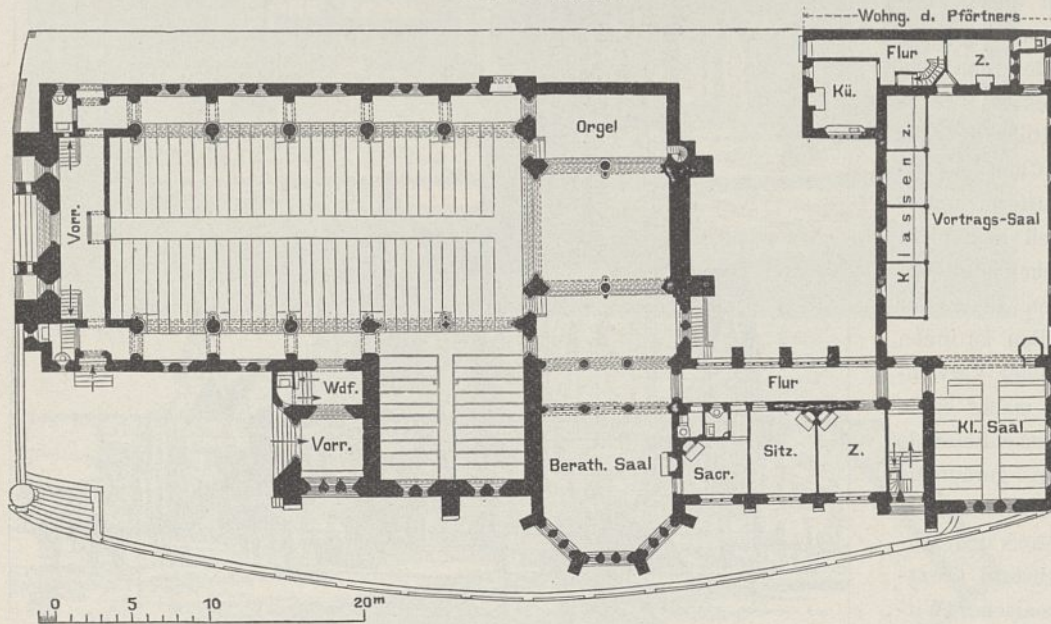 Wohng. d. Pförtners
Flur
Z.
Kü.
Orgel
Klassen z.
Vortrags-Saal
Vorr.
Flur
Wdf.
Vorr.
Berath. Saal
Sacr.
Sitz.
Z.
Kl. Saal
0 5 10 20m